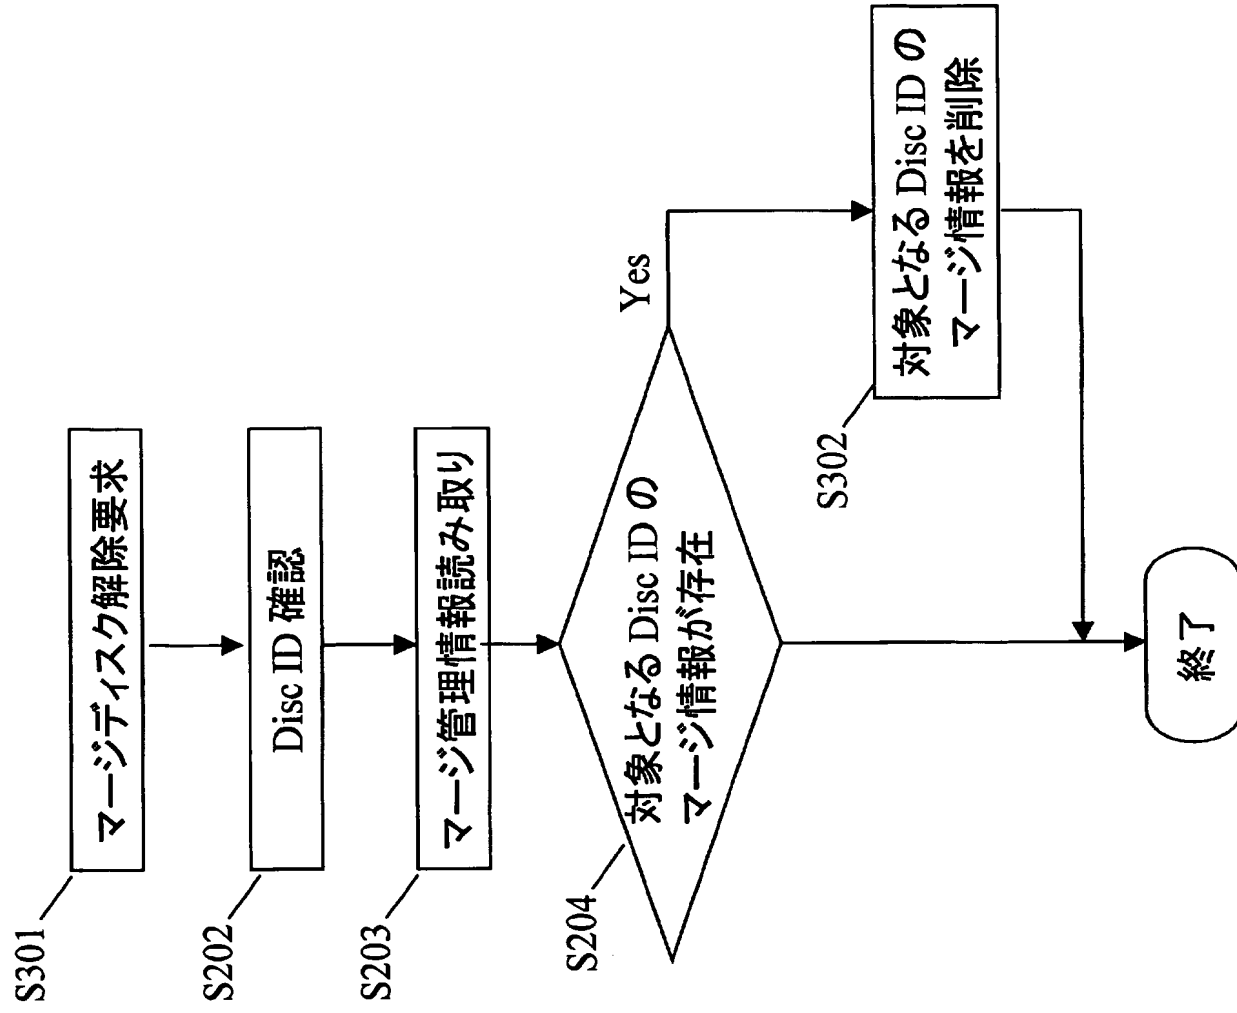 S301
マージディスク解除要求
S202
Disc ID 確認
S203
マージ管理情報読み取り
S204
対象となる Disc ID の
マージ情報が存在
Yes
S302
対象となる Disc ID の
マージ情報を削除
終了